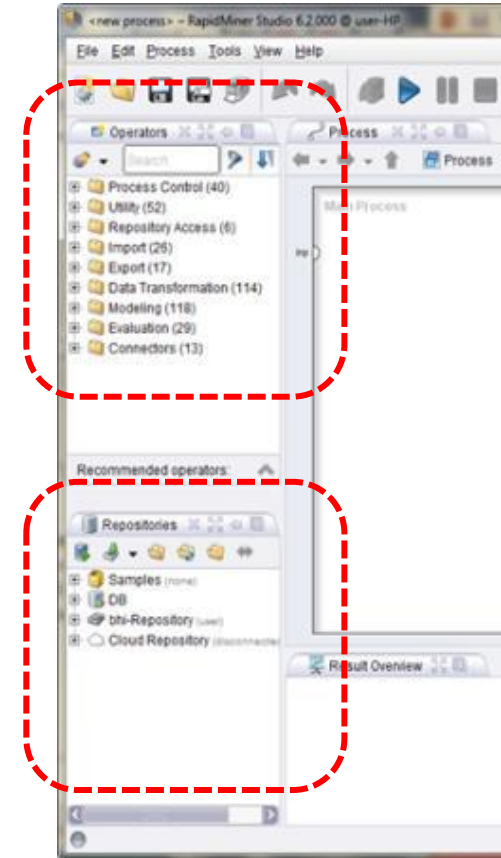 <new process> - RapidMiner Studio 6.2.000 @ user-HP
File Edit Process Tools View Help
Operators
Process
Search
Process
Process Control (40)
Utility (52)
Repository Access (6)
Import (26)
Export (17)
Data Transformation (114)
Modeling (118)
Evaluation (29)
Connectors (13)
Main Process
inp
Recommended operators:
Repositories
Samples (none)
DB
bhi-Repository (user)
Cloud Repository (disconnected
Result Overview